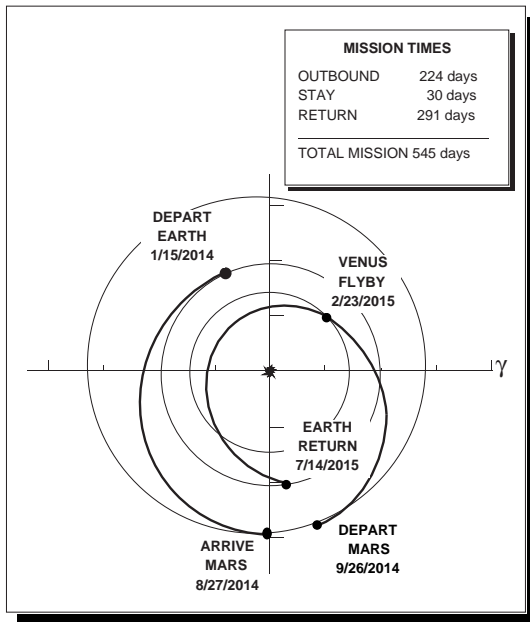 MISSION TIMES
OUTBOUND 224 days
STAY 30 days
RETURN 291 days
TOTAL MISSION 545 days
DEPART
EARTH
1/15/2014
VENUS
FLYBY
2/23/2015
γ
EARTH
RETURN
7/14/2015
ARRIVE
MARS
8/27/2014
DEPART
MARS
9/26/2014